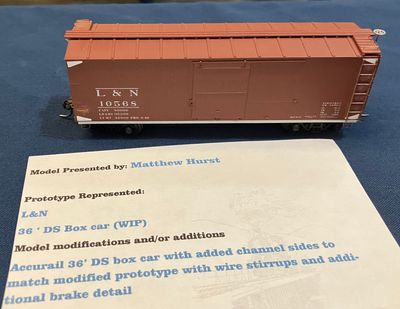 L & N
10568
Model Presented by: Matthew Hurst
Prototype Represented:
L&N
36 ' DS Box car (WIP)
Model modifications and/or additions
Accurail 36' DS box car with added channel sides to
match modified prototype with wire stirrups and addi-
tional brake detail